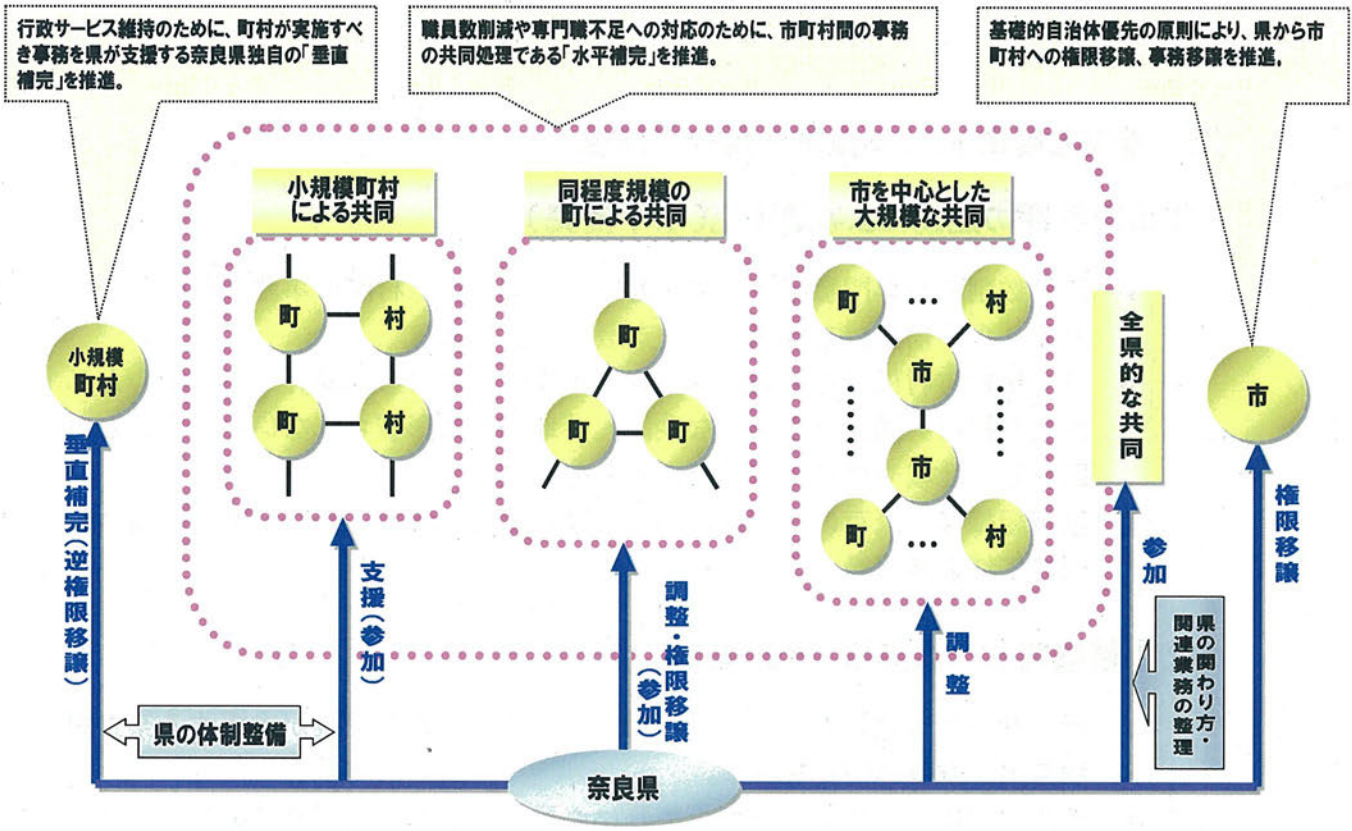 行政サービス維持のために、町村が実施すべ
き事務を県が支援する奈良県独自の「垂直
補完」を推進。
職員数削減や専門職不足への対応のために、市町村間の事務
の共同処理である「水平補完」を推進。
基礎的自治体優先の原則により、県から市
町村への権限移譲、事務移譲を推進。
小規模町村
による共同
同程度規模の
町による共同
市を中心とした
大規模な共同
町
村
町
村
町
町
町
町
…
村
市
……
……
市
町
…
村
全県的な共同
小規模
町村
市
垂直補完(逆権限移譲)
支援(参加)
調整・権限移譲
(参加)
調整
参加
権限移譲
県の関わり方・
関連業務の整理
県の体制整備
奈良県